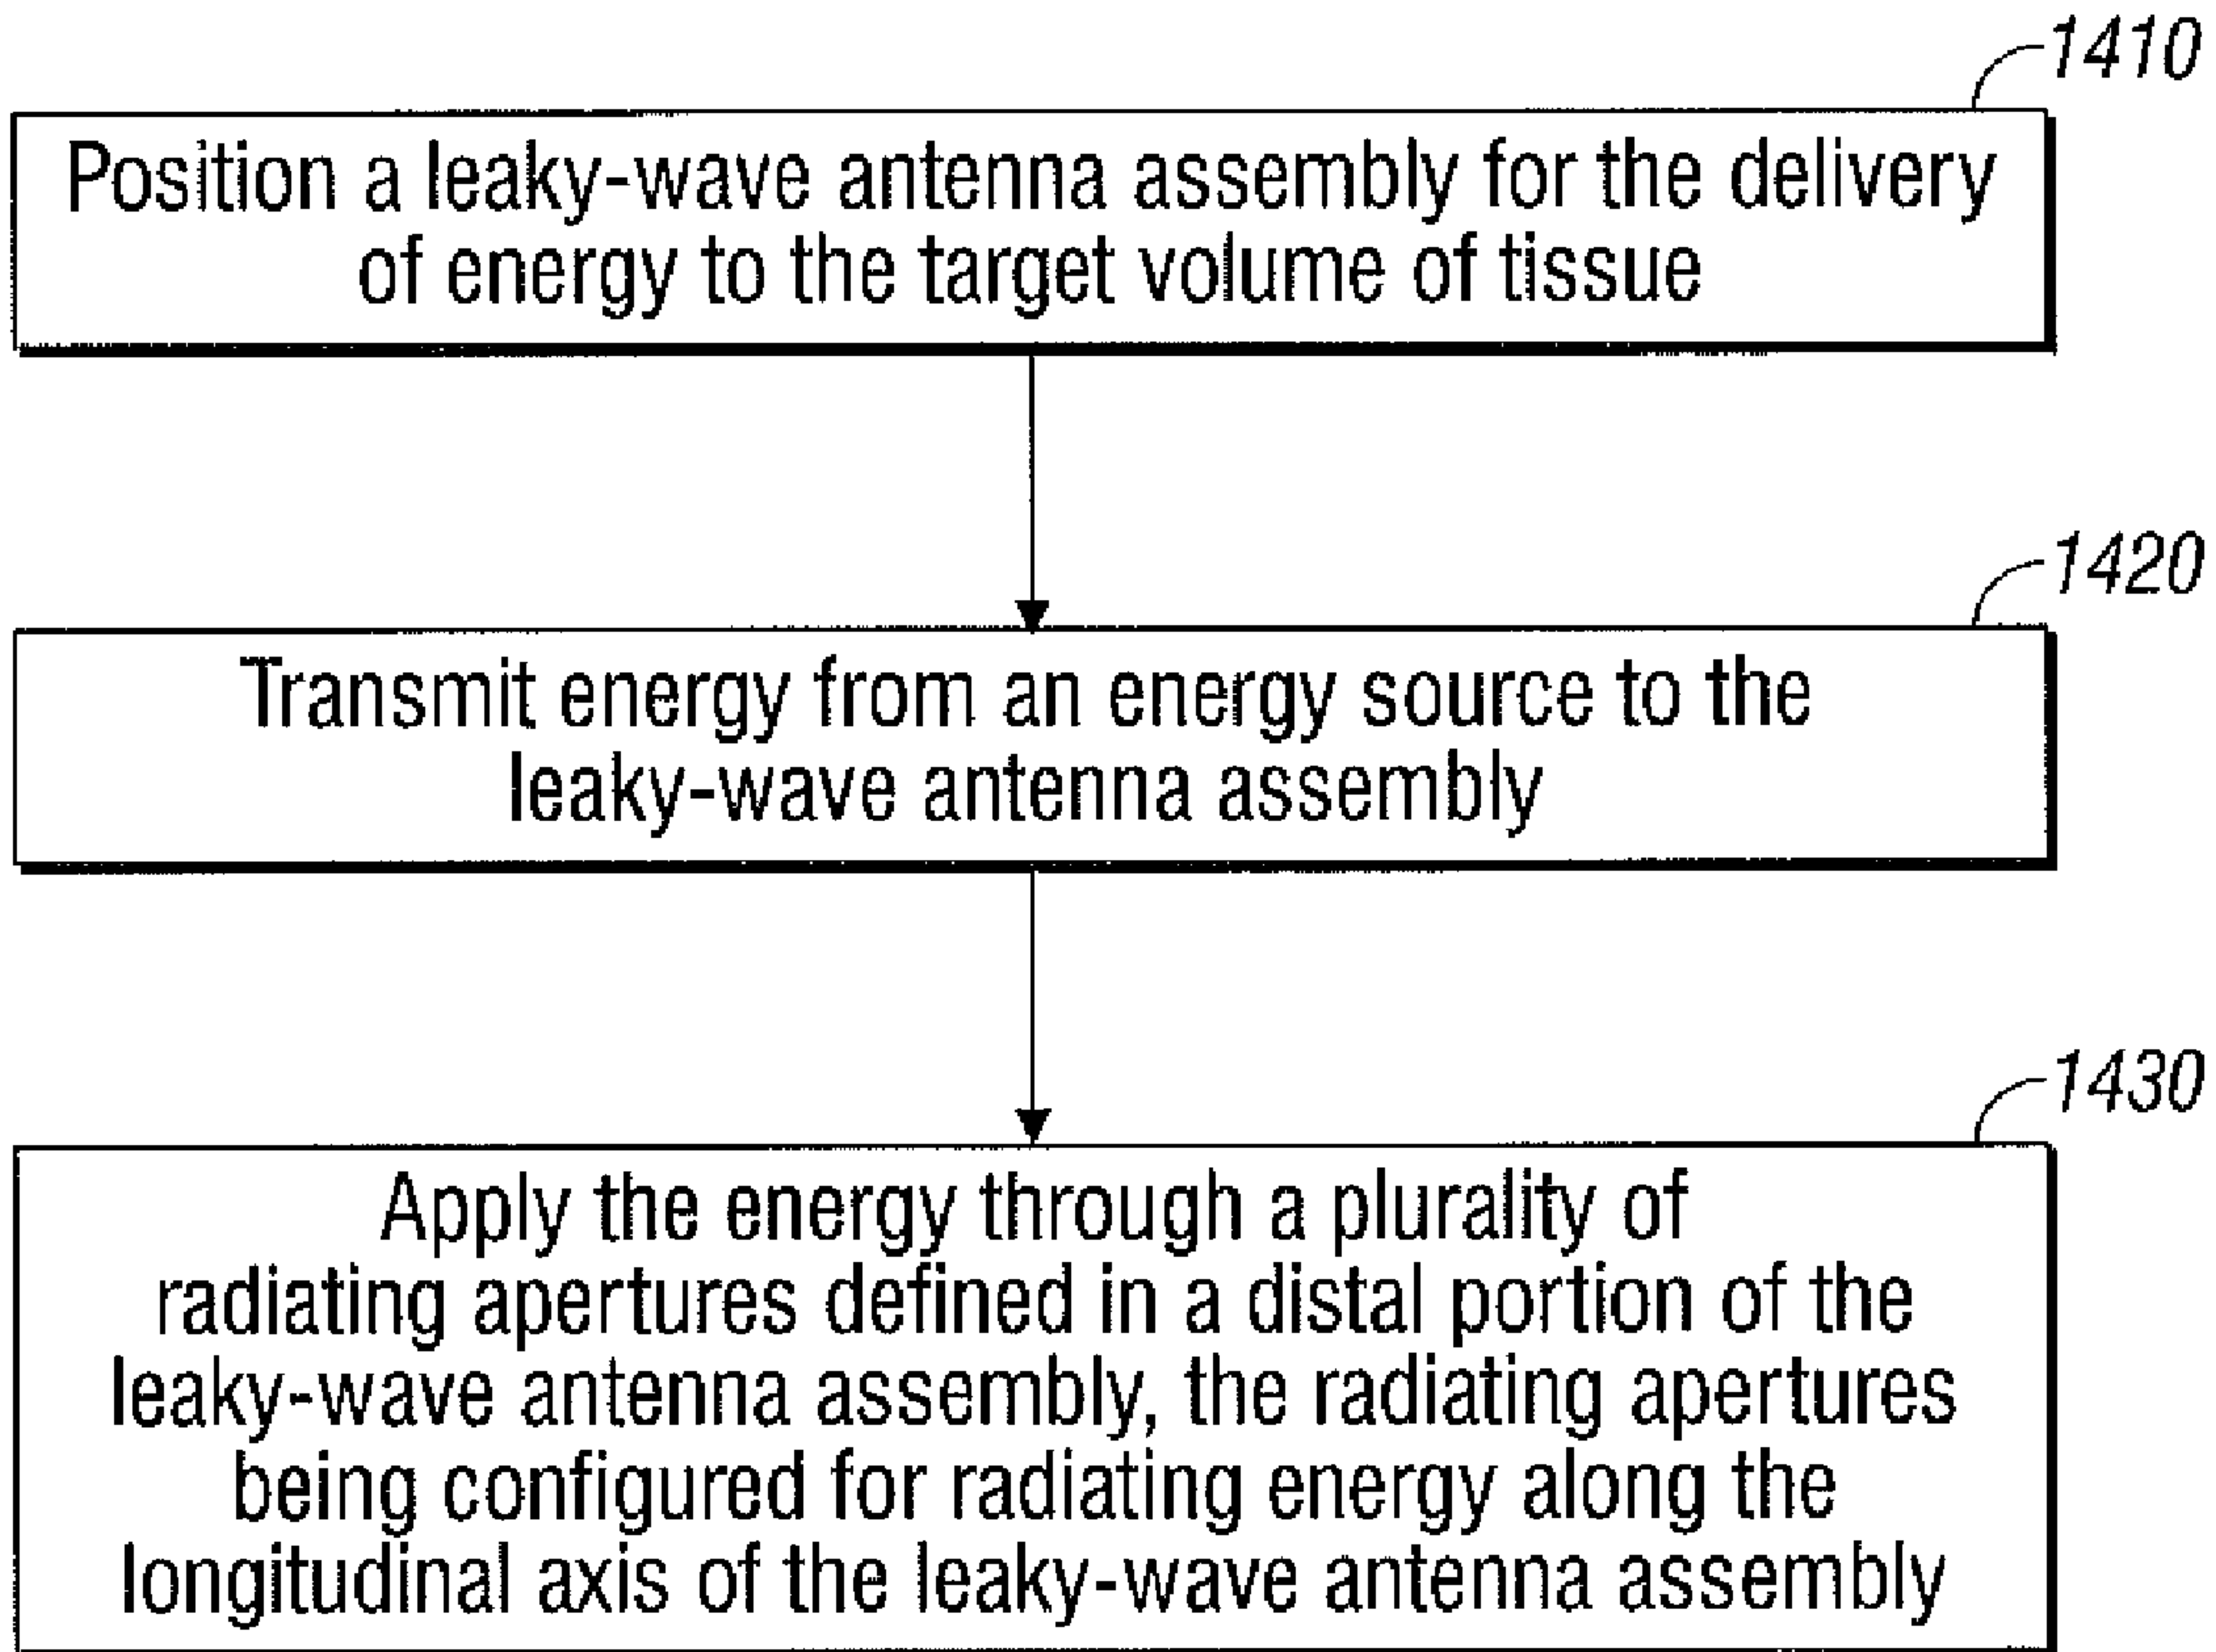 1410
Position a leaky-wave antenna assembly for the delivery
of energy to the target volume of tissue
1420
Transmit energy from an energy source to the
leaky-wave antenna assembly
1430
Apply the energy through a plurality of
radiating apertures defined in a distal portion of the
leaky-wave antenna assembly, the radiating apertures
being configured for radiating energy along the
longitudinal axis of the leaky-wave antenna assembly